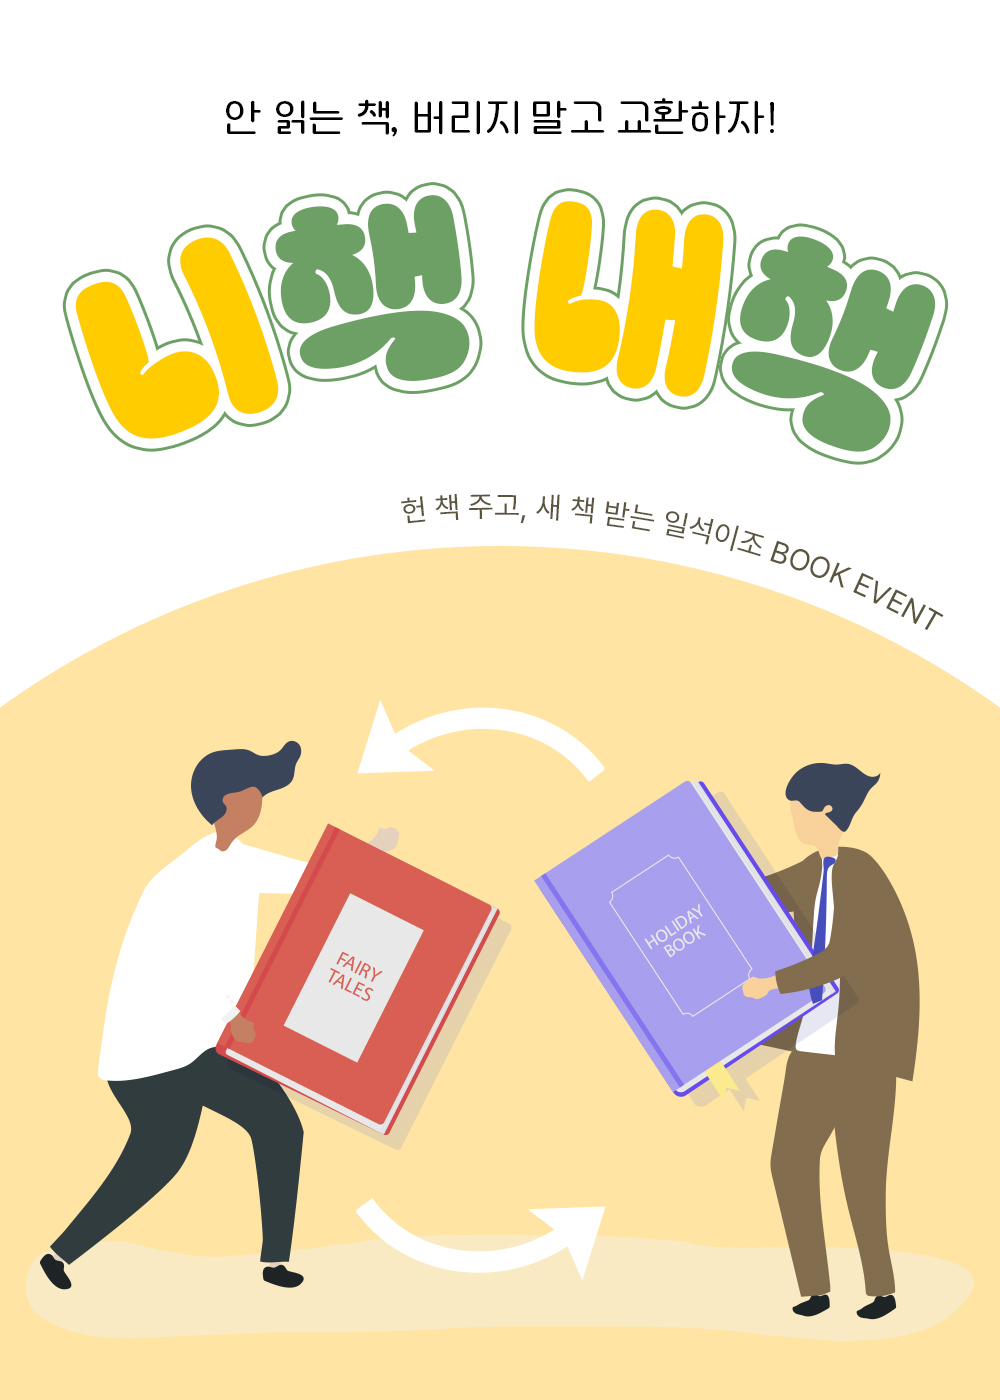 안 읽는 책, 버리지 말고 교환하자!
니책 내책
헌 책 주고, 새 책 받는 일석이조 BOOK EVENT
FAIRY
TALES
HOLIDAY
BOOK